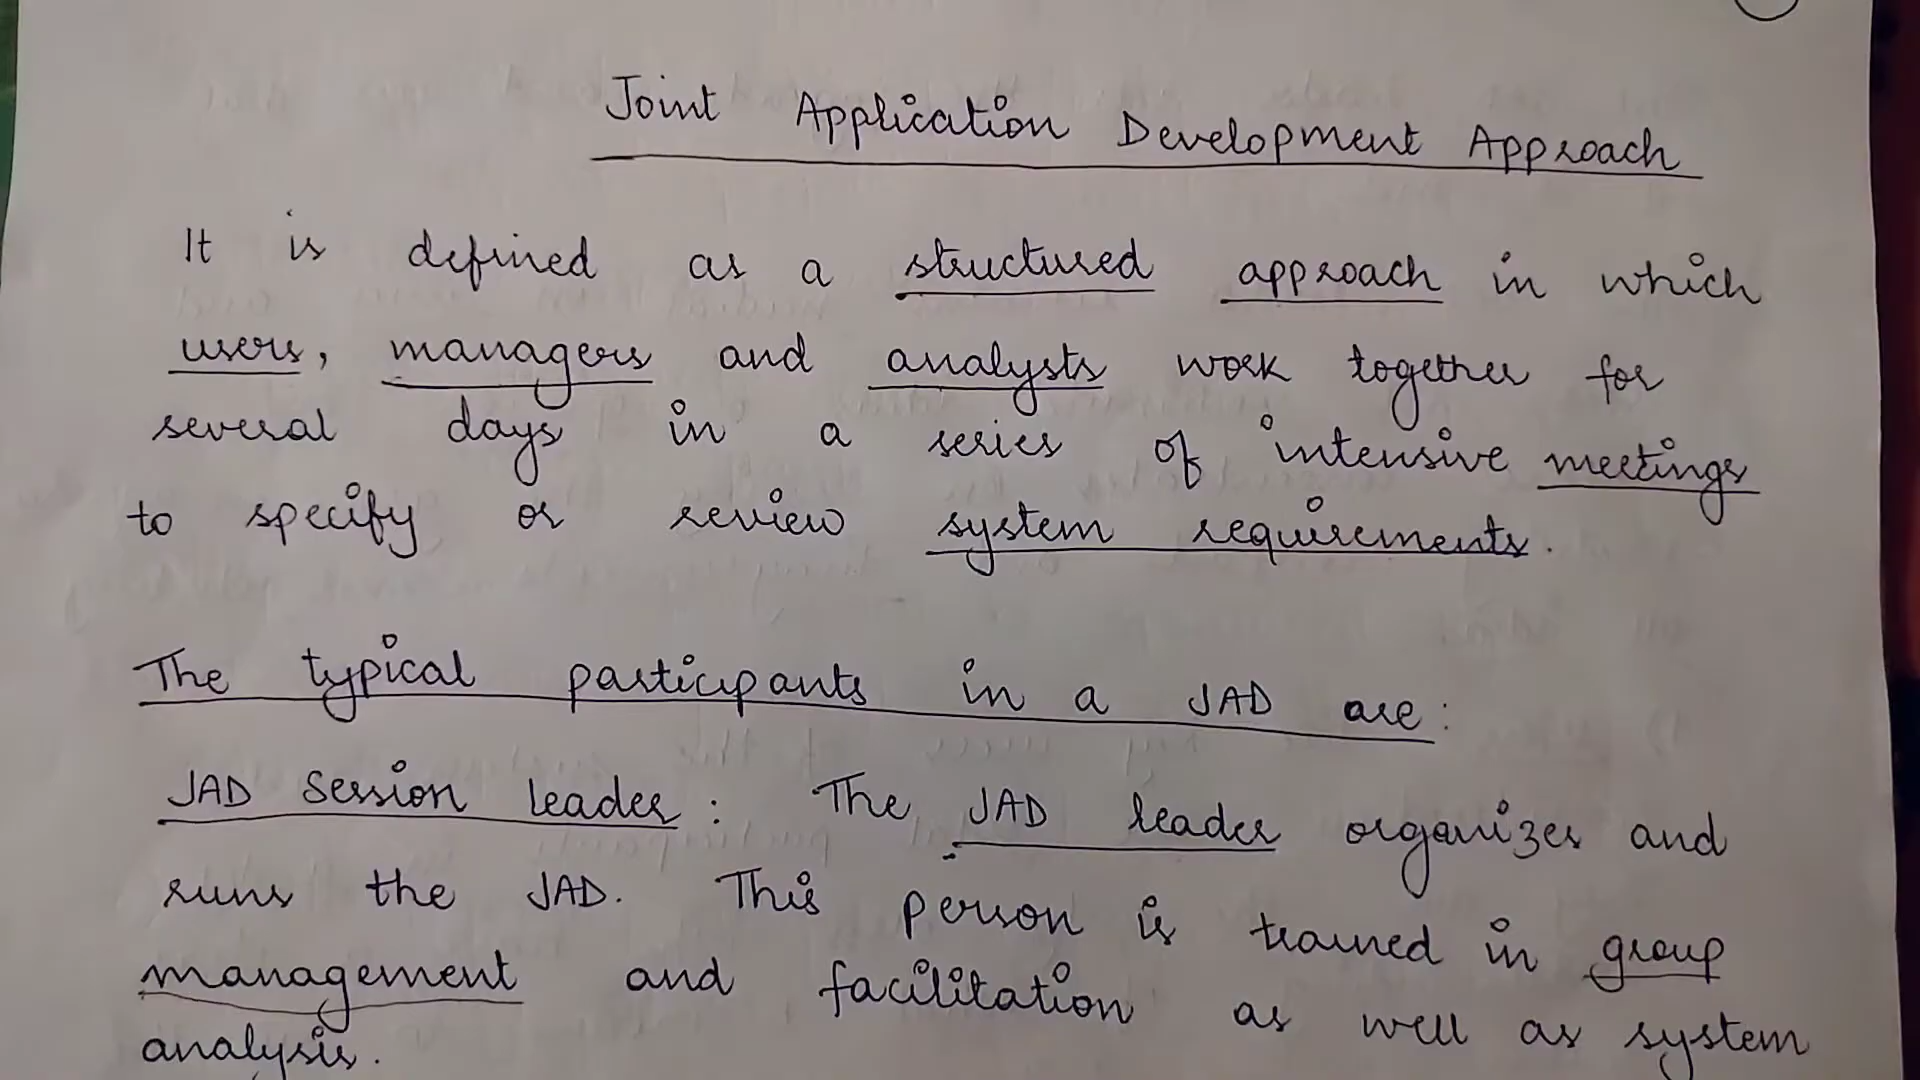 Joint Application Development Approach
It is defined as a structured approach in which
users, managers and analysts work together for
several days in a series of intensive meetings
to specify or review system requirements.
The typical participants in a JAD are:
JAD Session leader: The JAD leader organizes and
runs the JAD. This person is trained in group
management and facilitation as well as system
analysis.